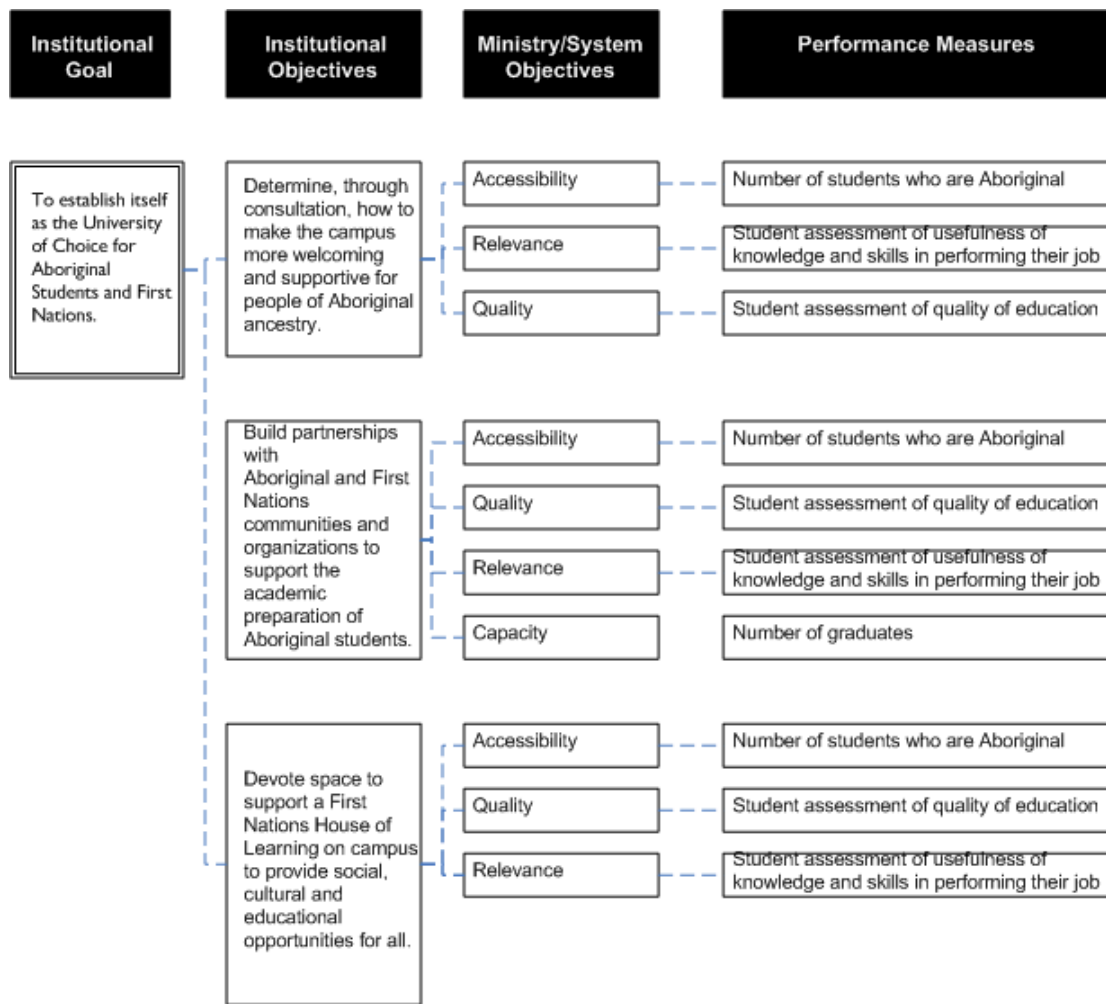 Institutional
Goal
Institutional
Objectives
Ministry/System
Objectives
Performance Measures
To establish itself
as the University
of Choice for
Aboriginal
Students and First
Nations.
Determine, through
consultation, how to
make the campus
more welcoming
and supportive for
people of Aboriginal
ancestry.
Accessibility
Number of students who are Aboriginal
Relevance
Student assessment of usefulness of
knowledge and skills in performing their job
Quality
Student assessment of quality of education
Build partnerships
with
Aboriginal and First
Nations
communities and
organizations to
support the
academic
preparation of
Aboriginal students.
Accessibility
Number of students who are Aboriginal
Quality
Student assessment of quality of education
Relevance
Student assessment of usefulness of
knowledge and skills in performing their job
Capacity
Number of graduates
Devote space to
support a First
Nations House of
Learning on campus
to provide social,
cultural and
educational
opportunities for all.
Accessibility
Number of students who are Aboriginal
Quality
Student assessment of quality of education
Relevance
Student assessment of usefulness of
knowledge and skills in performing their job